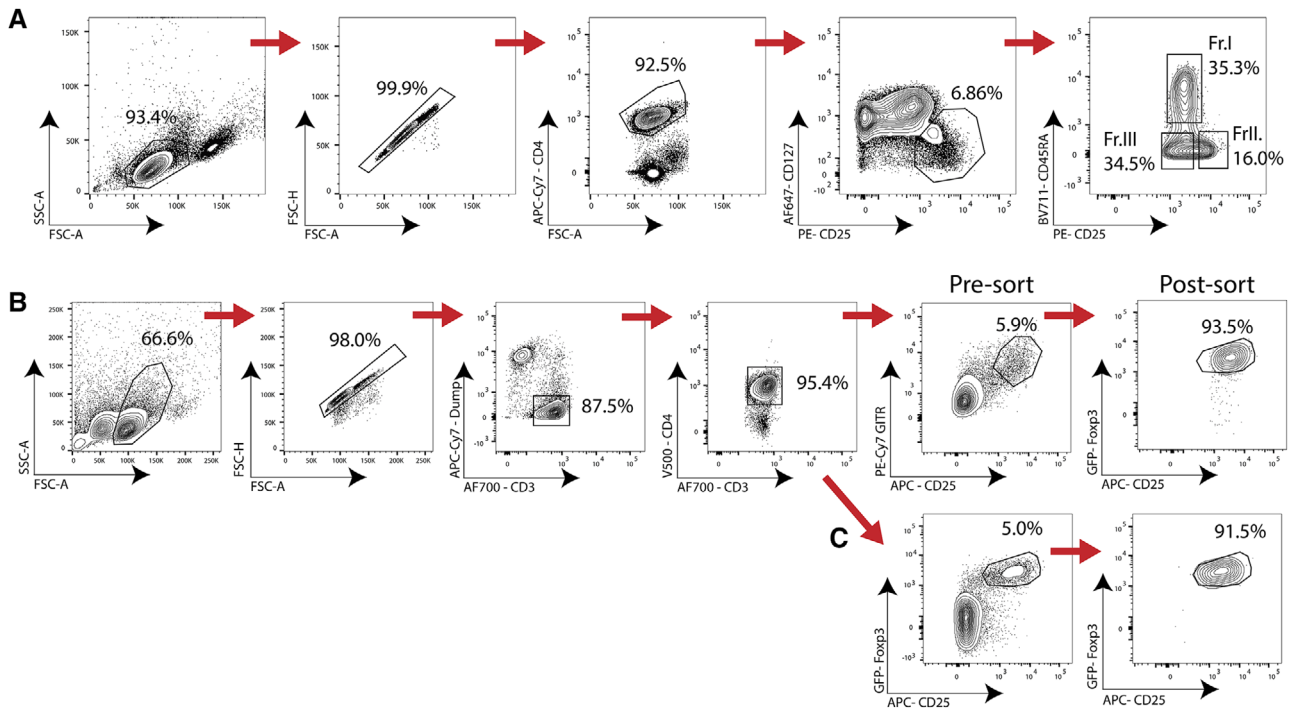 A
150K
100K
50K
0
93.4%
SSC-A
0 50K 100K 150K
FSC-A
150K
100K
50K
0
99.9%
FSC-H
0 50K 100K 150K
FSC-A
10^5
10^4
10^3
0
92.5%
APC-Cy7 - CD4
0 50K 100K 150K
FSC-A
10^5
10^4
10^3
0
-10^2
6.86%
AF647- CD127
0 10^3 10^4 10^5
PE- CD25
10^5
10^4
10^3
0
-10^3
Fr.I
35.3%
Fr.III
34.5%
FrII.
16.0%
BV711- CD45RA
0 10^3 10^4 10^5
PE- CD25
B
250K
200K
150K
100K
50K
0
66.6%
SSC-A
0 50K 100K 150K 200K 250K
FSC-A
250K
200K
150K
100K
50K
0
98.0%
FSC-H
0 50K 100K 150K 200K 250K
FSC-A
10^5
10^4
10^3
0
-10^3
87.5%
APC-Cy7 - Dump
0 10^3 10^4 10^5
AF700 - CD3
10^5
10^4
10^3
0
95.4%
V500 - CD4
0 10^3 10^4 10^5
AF700 - CD3
Pre-sort
10^5
10^4
10^3
0
5.9%
PE-Cy7 GITR
0 10^3 10^4 10^5
APC - CD25
Post-sort
10^5
10^4
10^3
0
93.5%
GFP- Foxp3
0 10^3 10^4 10^5
APC- CD25
C
10^5
10^4
10^3
0
-10^3
5.0%
GFP- Foxp3
0 10^3 10^4 10^5
APC- CD25
10^5
10^4
10^3
0
91.5%
GFP- Foxp3
0 10^3 10^4 10^5
APC- CD25